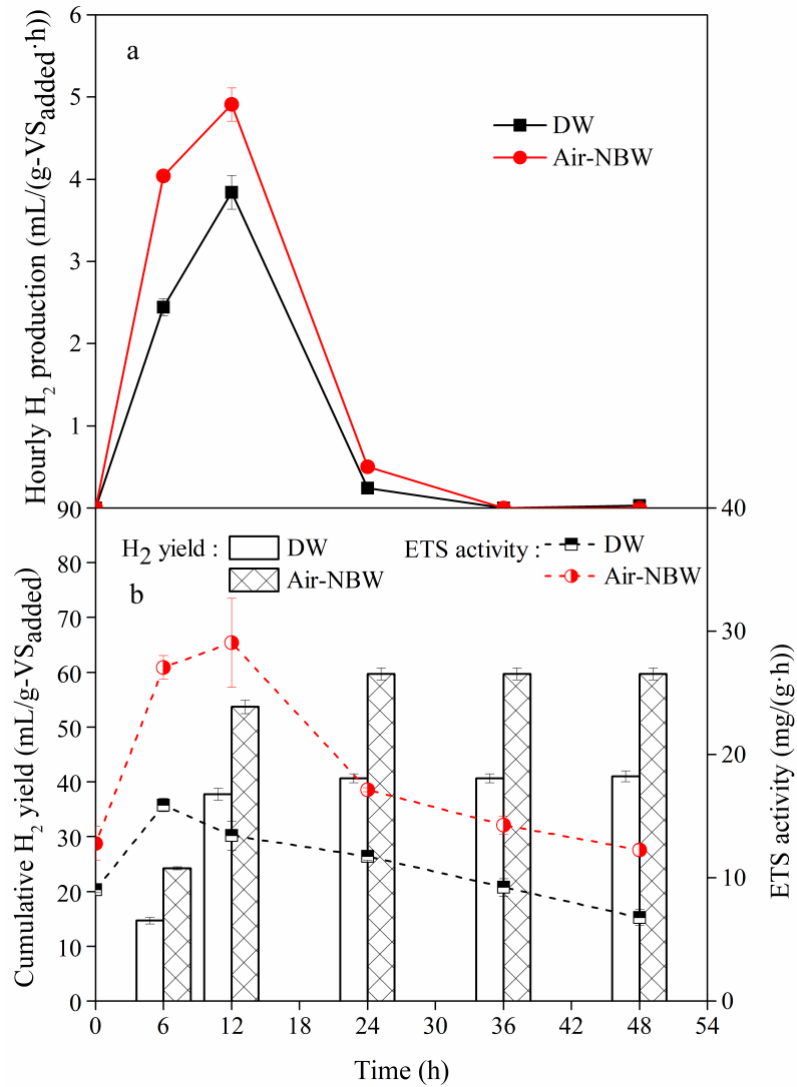 Hourly H2 production (mL/(g-VSadded·h))
6
5
4
3
2
1
a
DW
Air-NBW
90
80
70
60
50
40
30
20
10
0
Cumulative H2 yield (mL/g-VSadded)
H2 yield :
DW
Air-NBW
ETS activity :
DW
Air-NBW
b
40
30
20
10
0
ETS activity (mg/(g·h))
0 6 12 18 24 30 36 42 48 54
Time (h)